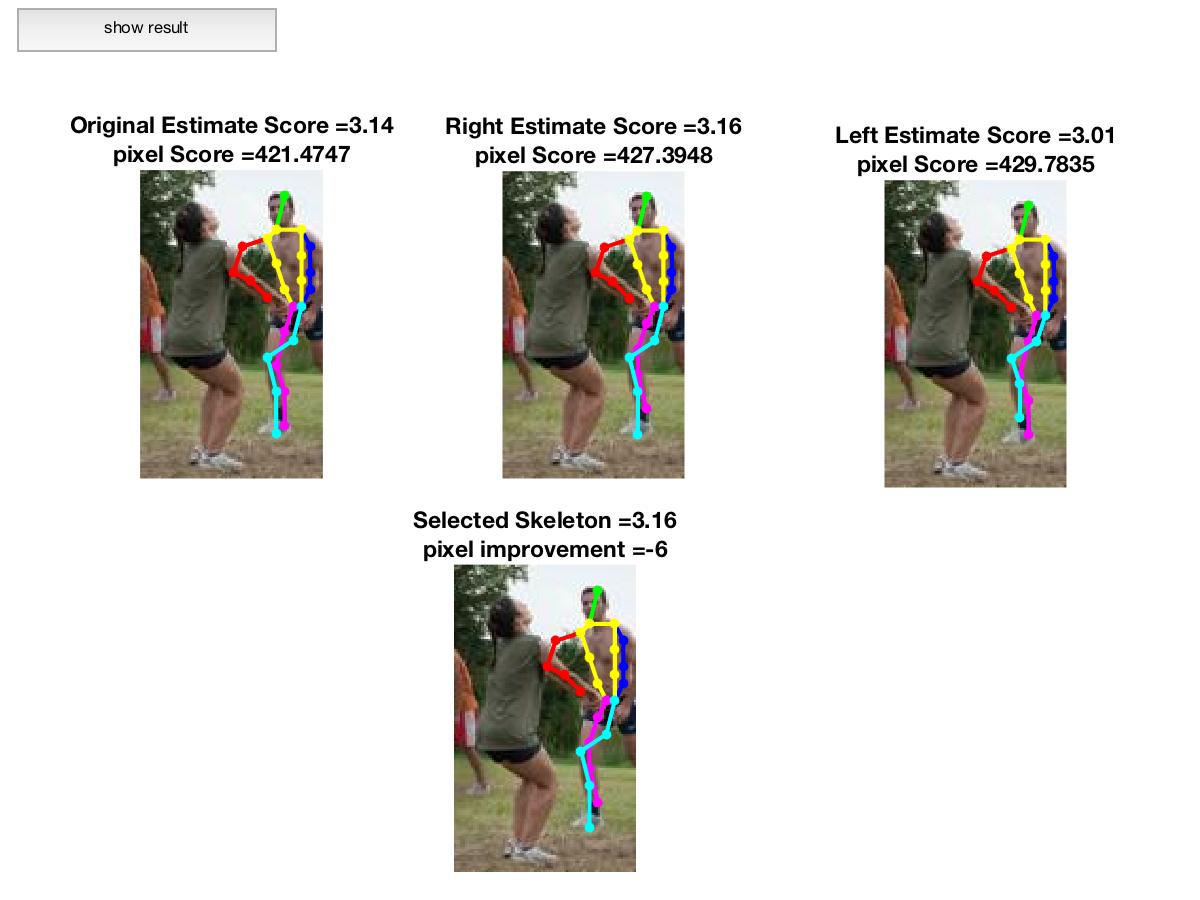 show result
Original Estimate Score =3.14
pixel Score =421.4747
Right Estimate Score =3.16
pixel Score =427.3948
Left Estimate Score =3.01
pixel Score =429.7835
Selected Skeleton =3.16
pixel improvement =-6